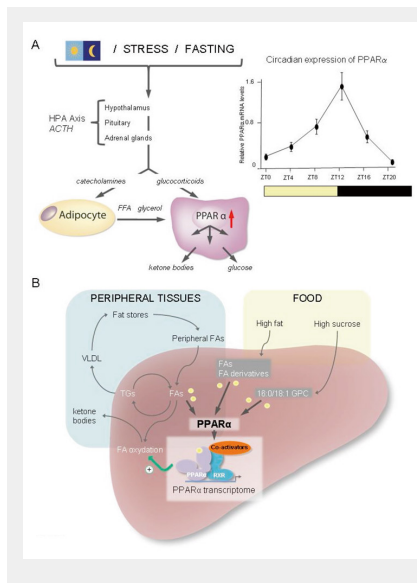 A
/ STRESS / FASTING
HPA Axis
ACTH
Hypothalamus
Pituitary
Adrenal glands
catecholamines
glucocorticoids
Adipocyte
FFA glycerol
PPAR α
ketone bodies
glucose
Circadian expression of PPARα
Relative PPARα mRNA levels
1.6
0.8
0
ZT0 ZT4 ZT8 ZT12 ZT16 ZT20
B
PERIPHERAL TISSUES
FOOD
Fat stores
Peripheral FAs
VLDL
TGs
FAs
ketone
bodies
FA oxydation
High fat
High sucrose
FAs
FA derivatives
16:0/18:1 GPC
PPARα
Co-activators
PPARα
RXR
+
PPARα transcriptome